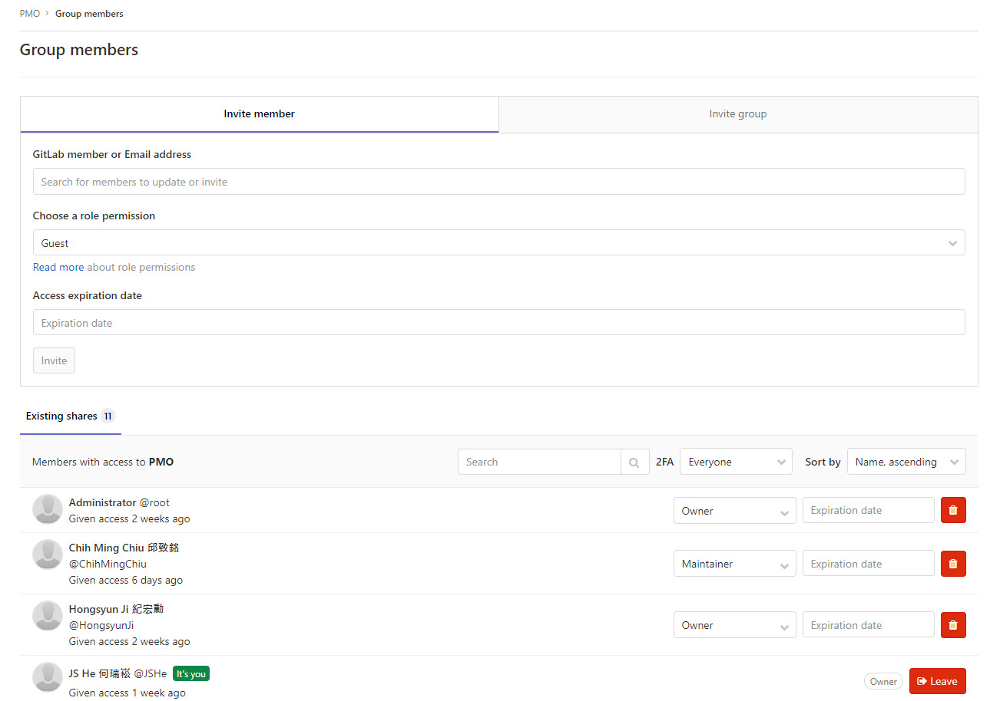 PMO > Group members
Group members
Invite member
Invite group
GitLab member or Email address
Search for members to update or invite
Choose a role permission
Guest
Read more about role permissions
Access expiration date
Expiration date
Invite
Existing shares 11
Members with access to PMO
Search
2FA
Everyone
Sort by
Name, ascending
Administrator @root
Given access 2 weeks ago
Owner
Expiration date
Chih Ming Chiu 邱致銘
@ChihMingChiu
Given access 6 days ago
Maintainer
Expiration date
Hongsyun Ji 紀宏勳
@HongsyunJi
Given access 2 weeks ago
Owner
Expiration date
JS He 何瑞崧 @JSHe It's you
Given access 1 week ago
Owner
Leave